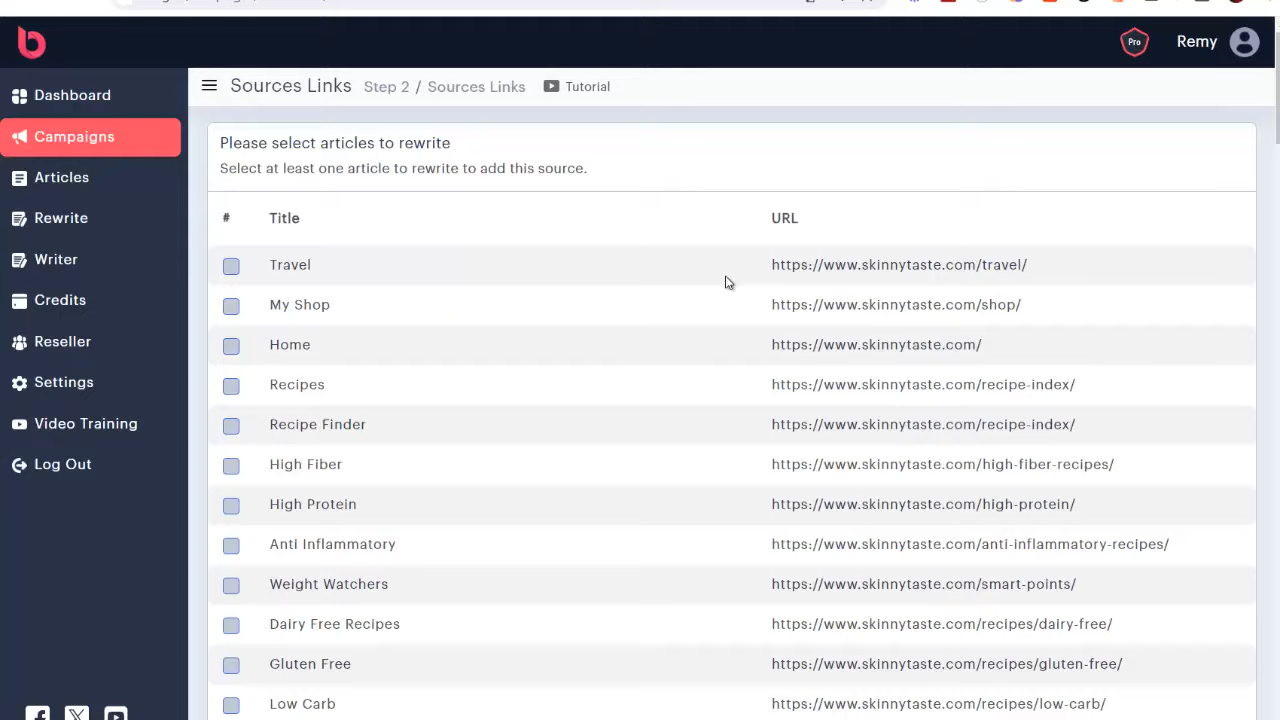 Pro
Remy
Dashboard
Campaigns
Articles
Rewrite
Writer
Credits
Reseller
Settings
Video Training
Log Out
Sources Links Step 2 / Sources Links Tutorial
Please select articles to rewrite
Select at least one article to rewrite to add this source.
# Title URL
Travel https://www.skinnytaste.com/travel/
My Shop https://www.skinnytaste.com/shop/
Home https://www.skinnytaste.com/
Recipes https://www.skinnytaste.com/recipe-index/
Recipe Finder https://www.skinnytaste.com/recipe-index/
High Fiber https://www.skinnytaste.com/high-fiber-recipes/
High Protein https://www.skinnytaste.com/high-protein/
Anti Inflammatory https://www.skinnytaste.com/anti-inflammatory-recipes/
Weight Watchers https://www.skinnytaste.com/smart-points/
Dairy Free Recipes https://www.skinnytaste.com/recipes/dairy-free/
Gluten Free https://www.skinnytaste.com/recipes/gluten-free/
Low Carb https://www.skinnytaste.com/recipes/low-carb/